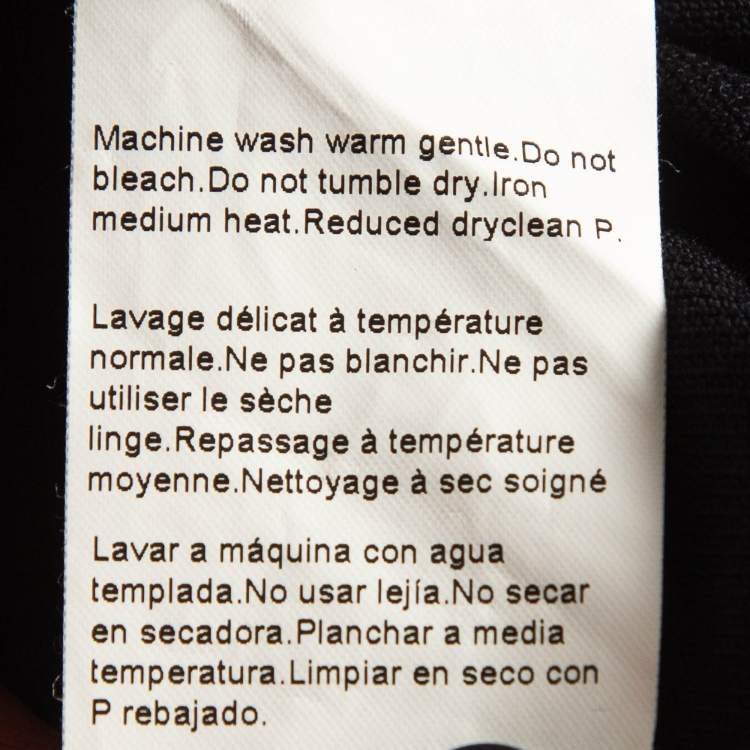 Machine wash warm gentle.Do not
bleach.Do not tumble dry.Iron
medium heat.Reduced dryclean P.
Lavage délicat à température
normale.Ne pas blanchir.Ne pas
utiliser le sèche
linge.Repassage à température
moyenne.Nettoyage à sec soigné
Lavar a máquina con agua
templada.No usar lejía.No secar
en secadora.Planchar a media
temperatura.Limpiar en seco con
P rebajado.